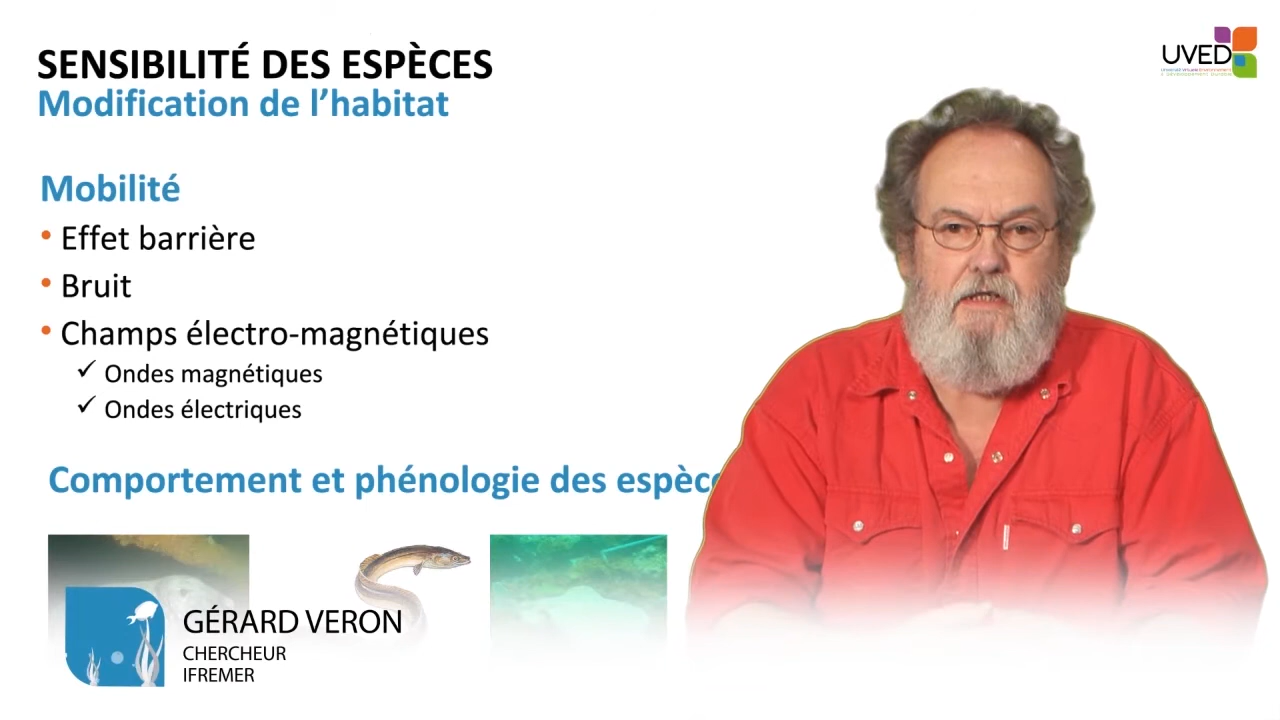 SENSIBILITÉ DES ESPÈCES
Modification de l’habitat
UVED
Mobilité
• Effet barrière
• Bruit
• Champs électro-magnétiques
✓ Ondes magnétiques
✓ Ondes électriques
Comportement et phénologie des
GÉRARD VERON
CHERCHEUR
IFREMER